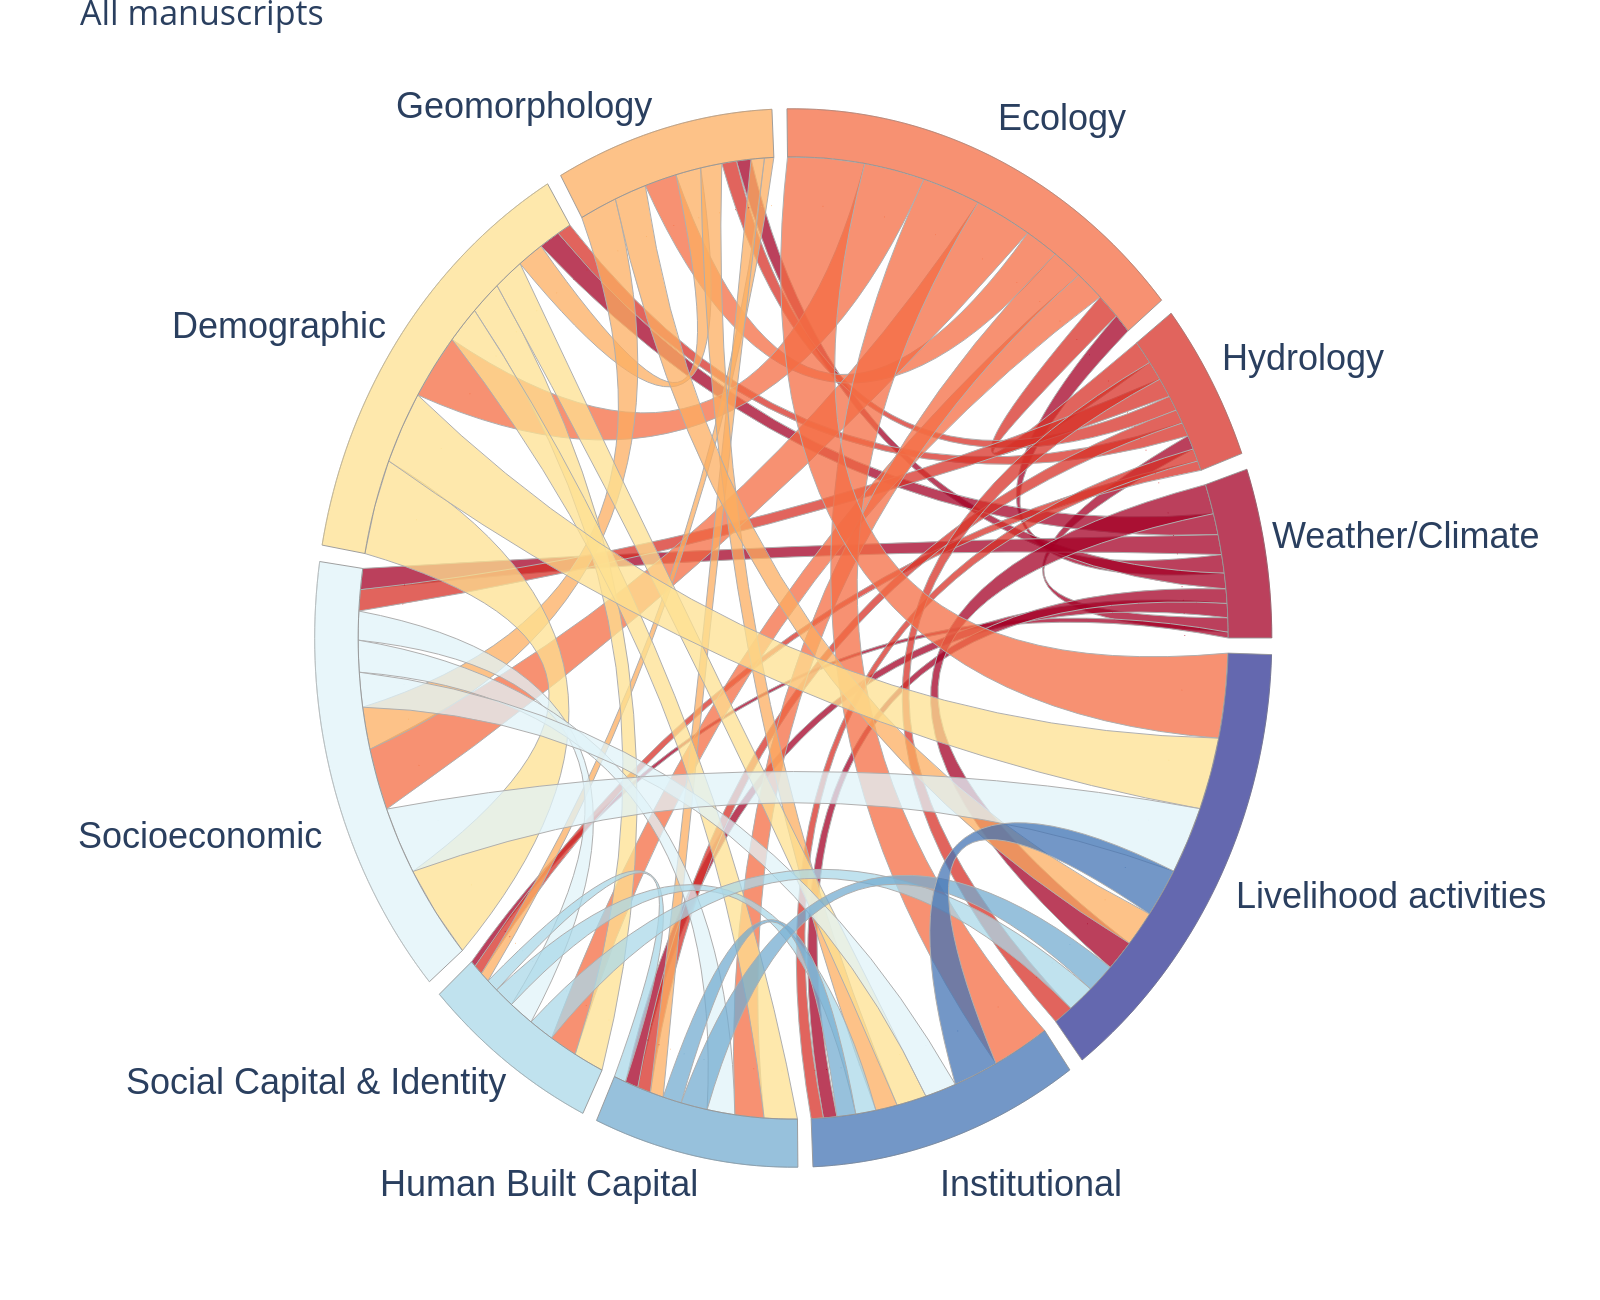 All manuscripts
Geomorphology
Ecology
Demographic
Hydrology
Weather/Climate
Socioeconomic
Livelihood activities
Social Capital & Identity
Human Built Capital
Institutional